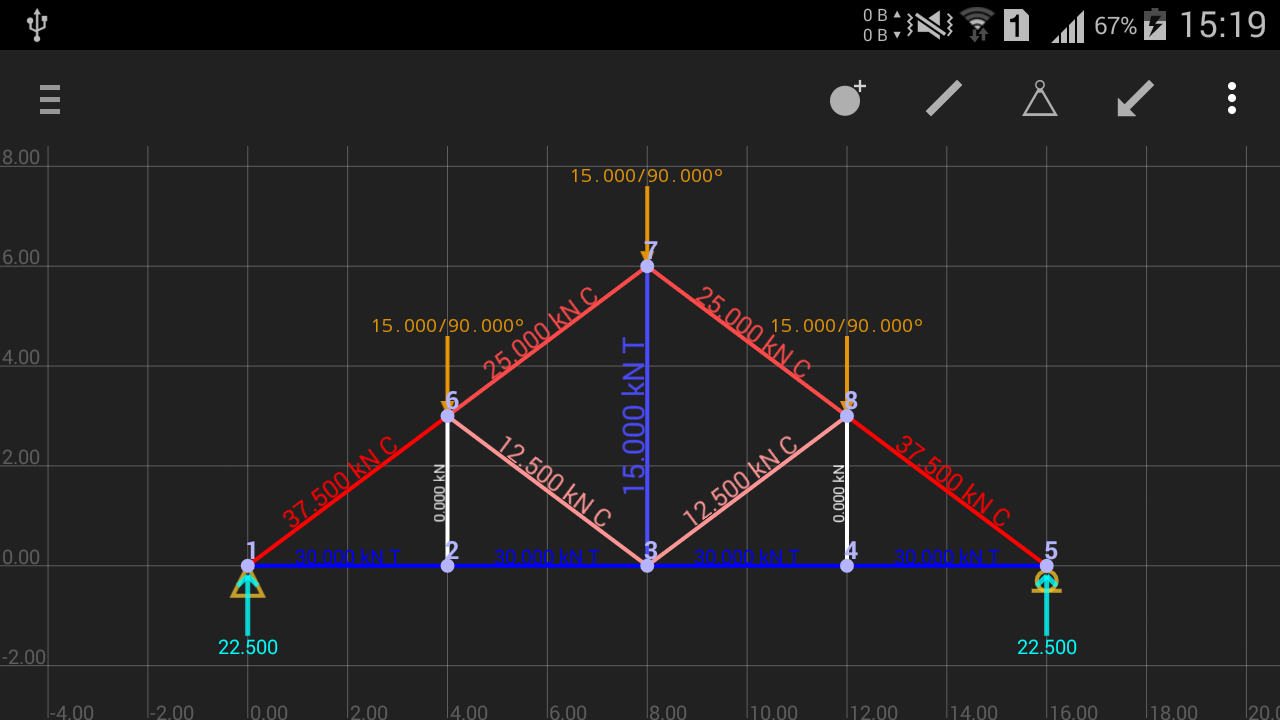 0 B
0 B
1
67%
15:19
8.00
15.000/90.000°
7
6.00
25.000 kN C
25.000 kN C
15.000/90.000°
15.000/90.000°
4.00
15.000 kN T
6
8
37.500 kN C
12.500 kN C
12.500 kN C
37.500 kN C
2.00
0.000 kN
0.000 kN
0.00
1
30.000 kN T
2
30.000 kN T
3
30.000 kN T
4
30.000 kN T
5
22.500
22.500
-2.00
-4.00
-2.00
0.00
2.00
4.00
6.00
8.00
10.00
12.00
14.00
16.00
18.00
20.0